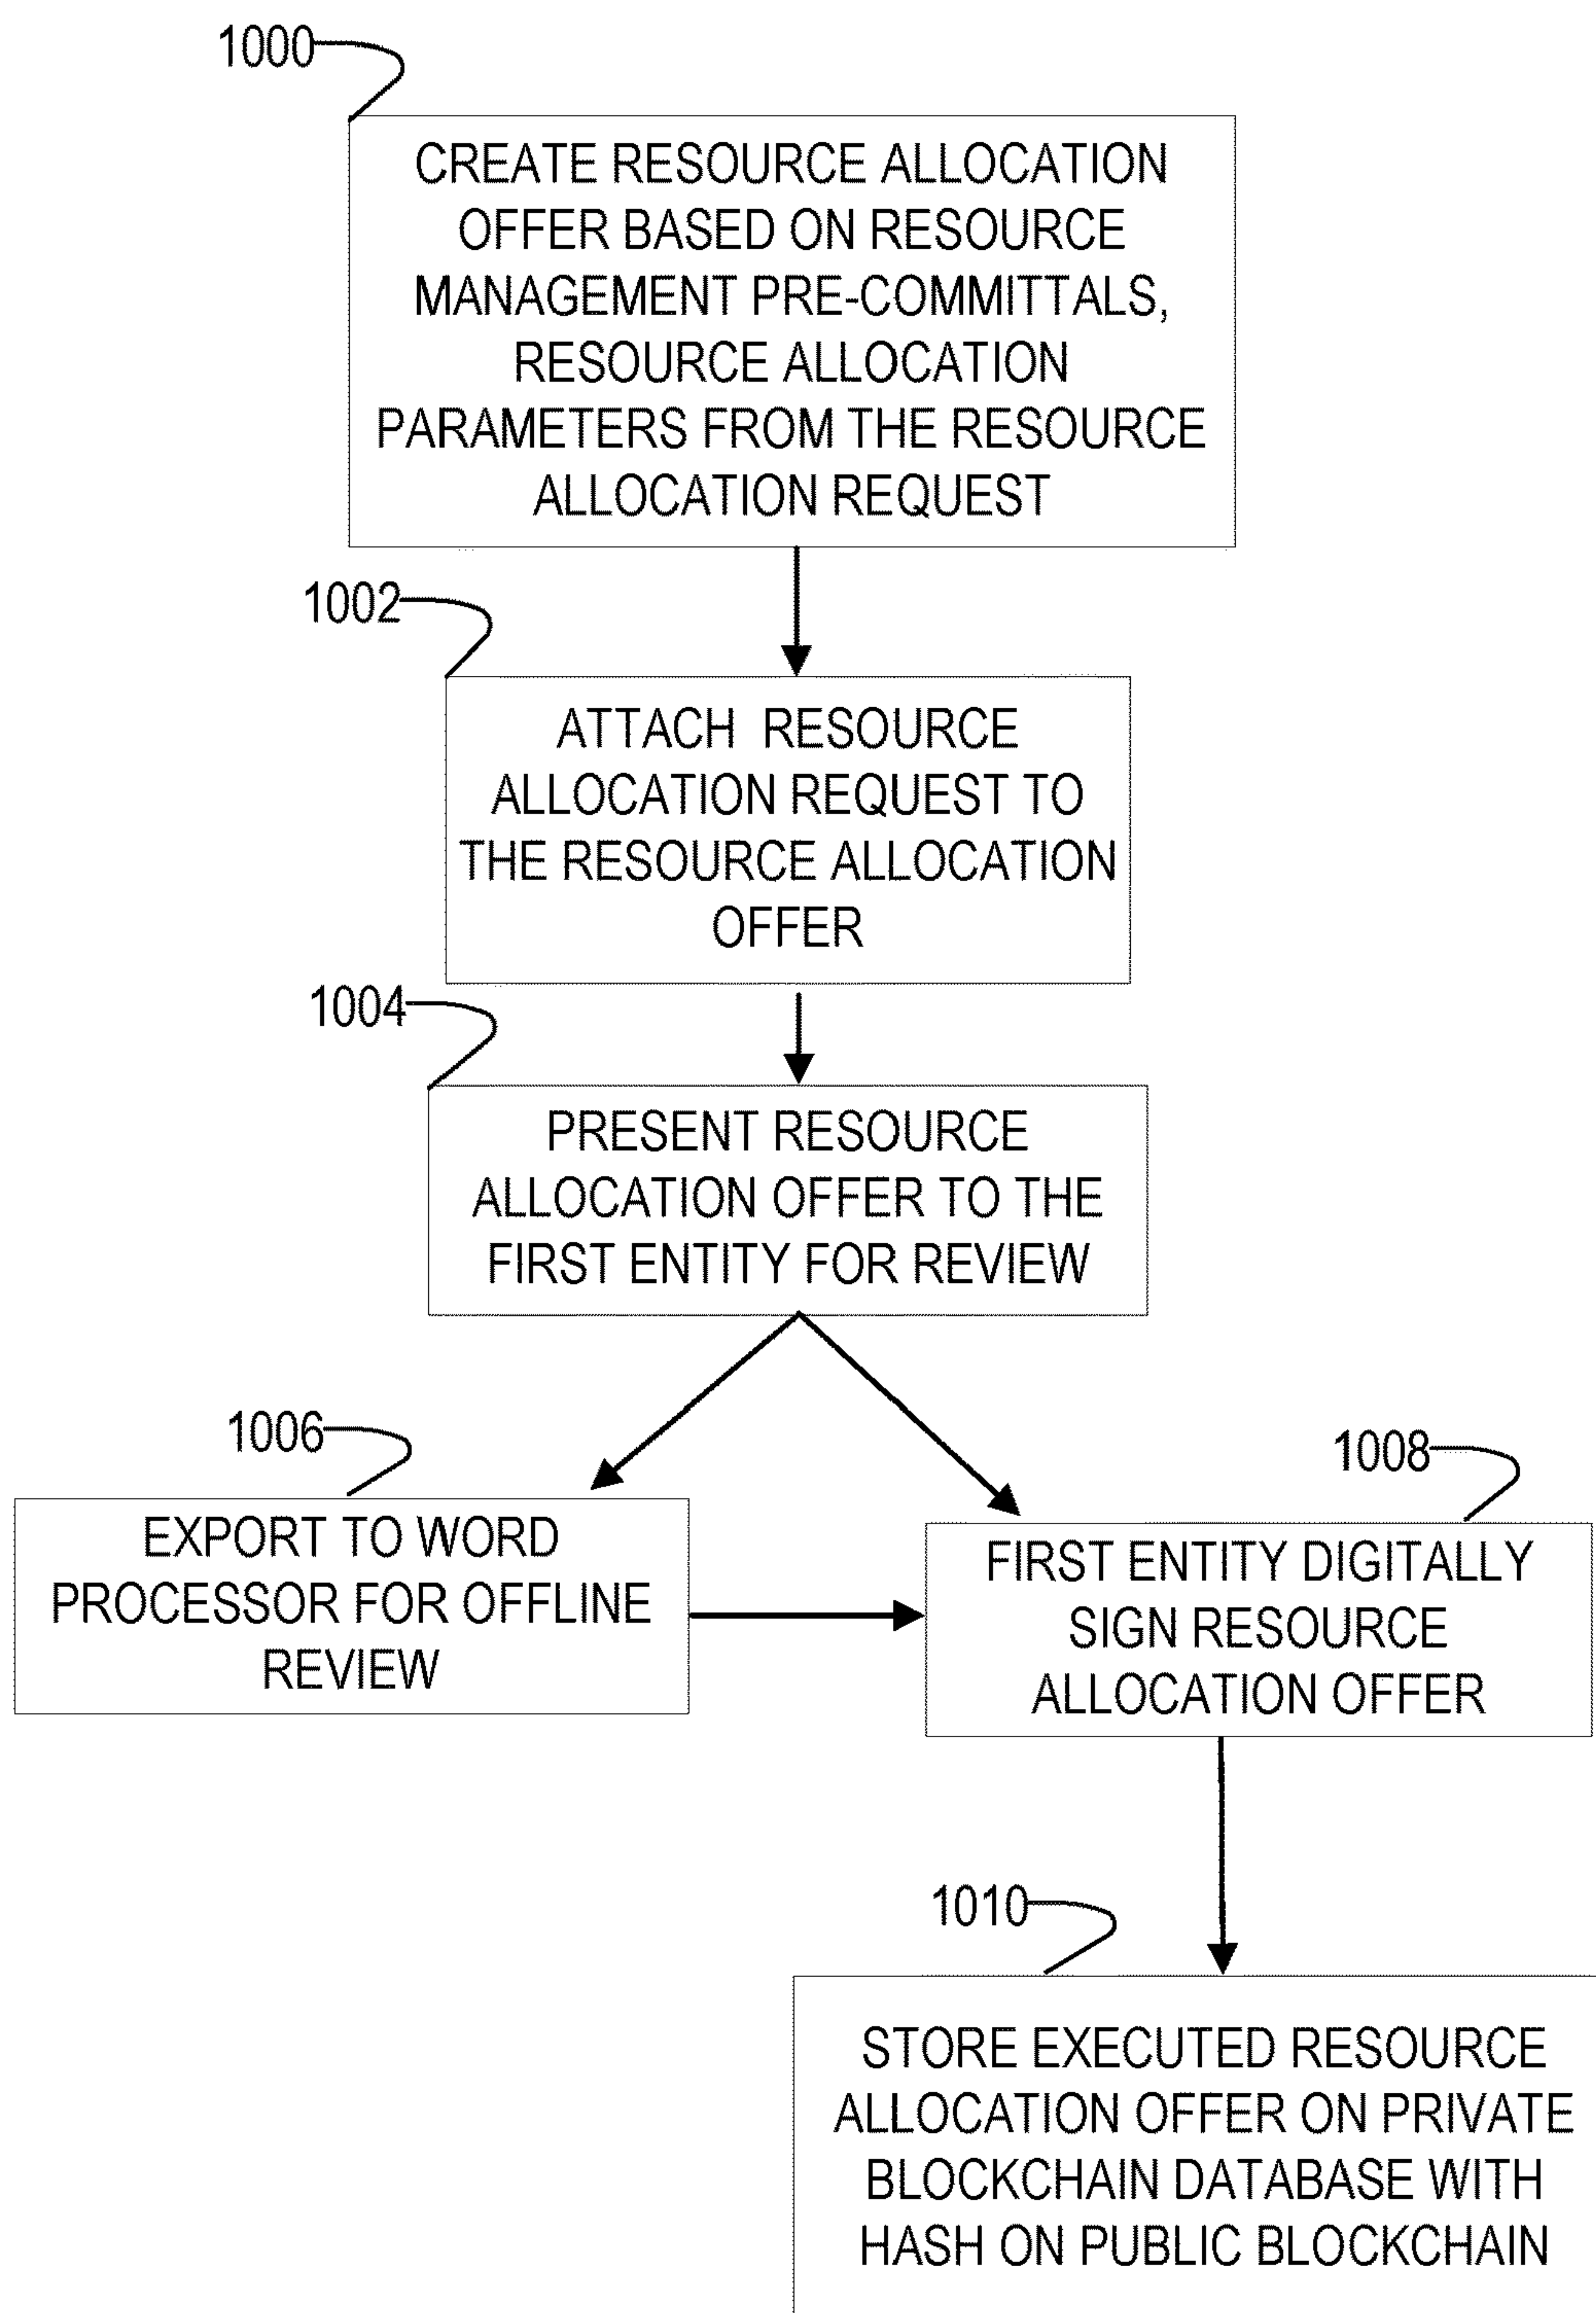 1000
CREATE RESOURCE ALLOCATION
OFFER BASED ON RESOURCE
MANAGEMENT PRE-COMMITTALS,
RESOURCE ALLOCATION
PARAMETERS FROM THE RESOURCE
ALLOCATION REQUEST
1002
ATTACH RESOURCE
ALLOCATION REQUEST TO
THE RESOURCE ALLOCATION
OFFER
1004
PRESENT RESOURCE
ALLOCATION OFFER TO THE
FIRST ENTITY FOR REVIEW
1006
EXPORT TO WORD
PROCESSOR FOR OFFLINE
REVIEW
1008
FIRST ENTITY DIGITALLY
SIGN RESOURCE
ALLOCATION OFFER
1010
STORE EXECUTED RESOURCE
ALLOCATION OFFER ON PRIVATE
BLOCKCHAIN DATABASE WITH
HASH ON PUBLIC BLOCKCHAIN